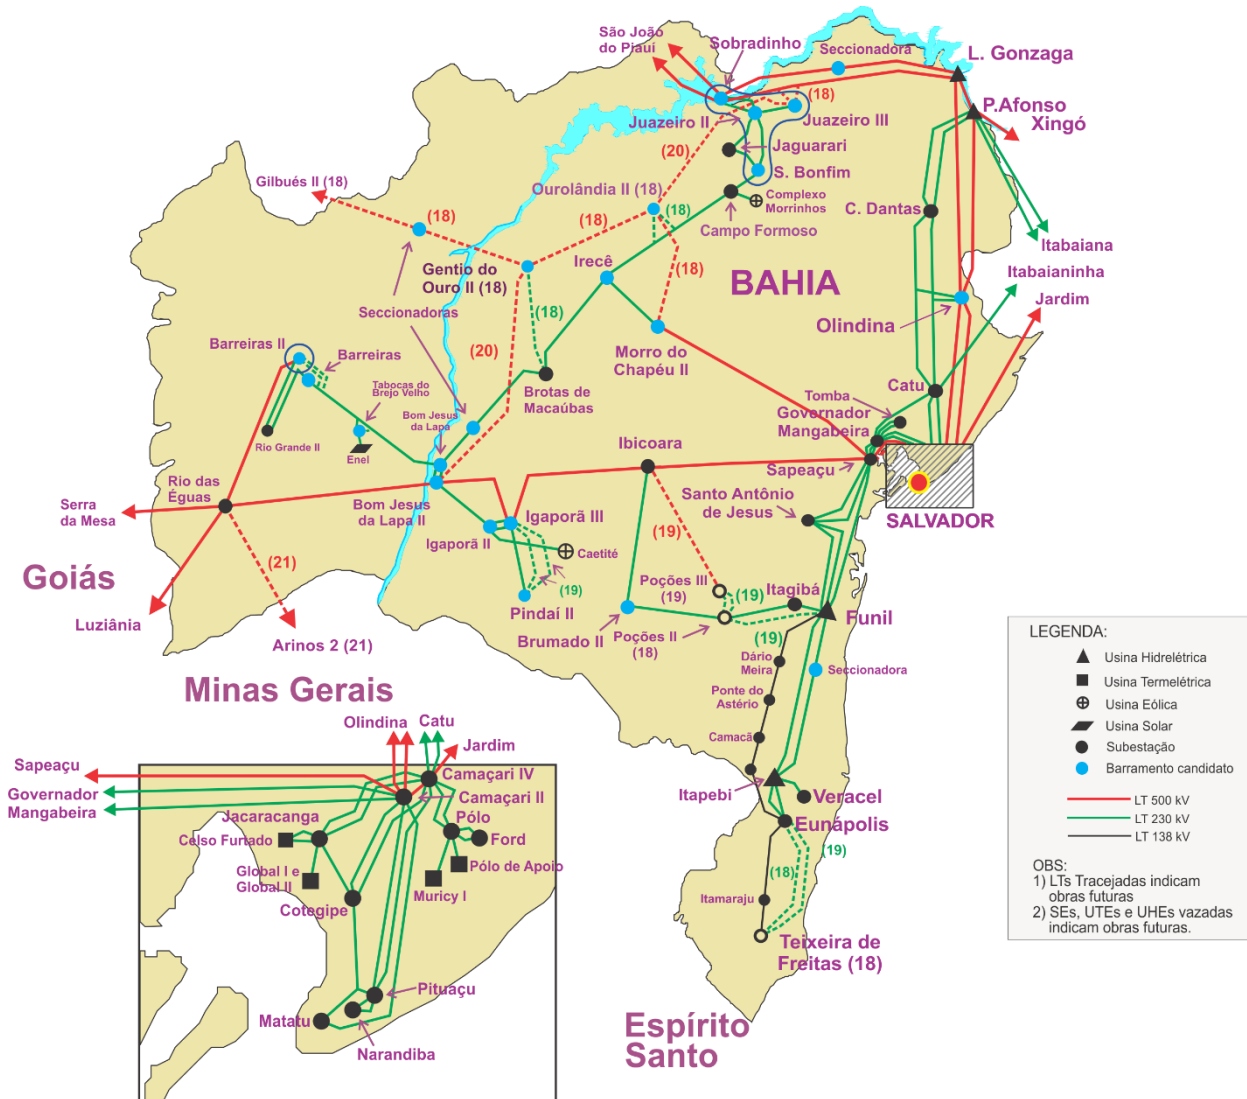 São João
do Piauí
Sobradinho
Seccionadora
L. Gonzaga
P.Afonso
Xingó
(18)
Juazeiro II
Juazeiro III
Jaguarari
(20)
S. Bonfim
Gilbués II (18)
Ourolândia II (18)
Complexo
Morrinhos
C. Dantas
(18)
(18)
(18)
Campo Formoso
Itabaiana
Gentio do
Ouro II (18)
Irecê
(18)
BAHIA
Itabaianinha
Jardim
Seccionadoras
(18)
Olindina
Barreiras II
Barreiras
(20)
Morro do
Chapéu II
Tabocas do
Brejo Velho
Brotas de
Macaúbas
Catu
Tomba
Governador
Mangabeira
Bom Jesus
da Lapa
Rio Grande II
Enel
Ibicoara
Sapeaçu
Rio das
Éguas
Serra
da Mesa
Bom Jesus
da Lapa II
Igaporã III
Santo Antônio
de Jesus
SALVADOR
Igaporã II
Caetité
(19)
Goiás
(21)
(19)
Pindaí II
Poções III
(19)
(19)
Itagibá
Luziânia
Arinos 2 (21)
Brumado II
Poções II
(18)
(19)
Funil
Minas Gerais
Dário
Meira
Seccionadora
Ponte do
Astério
Camacã
Itapebi
Veracel
Eunápolis
(19)
(18)
Itamaraju
Teixeira de
Freitas (18)
Espírito
Santo
Olindina
Catu
Jardim
Sapeaçu
Governador
Mangabeira
Camaçari IV
Camaçari II
Jacaracanga
Pólo
Celso Furtado
Ford
Global I e
Global II
Pólo de Apoio
Muricy I
Cotegipe
Pituaçu
Matatu
Narandiba
LEGENDA:
Usina Hidrelétrica
Usina Termelétrica
Usina Eólica
Usina Solar
Subestação
Barramento candidato
LT 500 kV
LT 230 kV
LT 138 kV
OBS:
1) LTs Tracejadas indicam
obras futuras
2) SEs, UTEs e UHEs vazadas
indicam obras futuras.